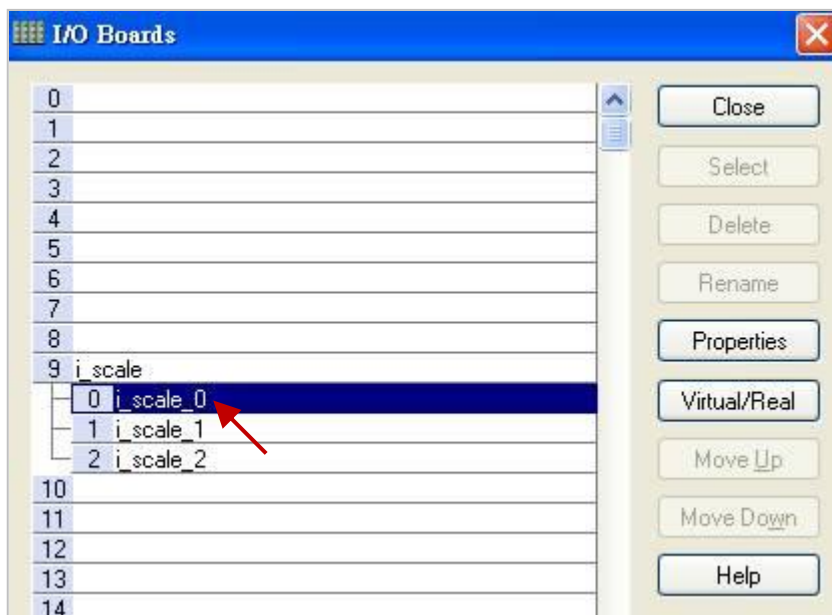 I/O Boards
0
Close
1
2
Select
3
4
Delete
5
6
Rename
7
8
Properties
9 i_scale
0 i_scale_0
Virtual/Real
1 i_scale_1
2 i_scale_2
Move Up
10
11
Move Down
12
13
Help
14